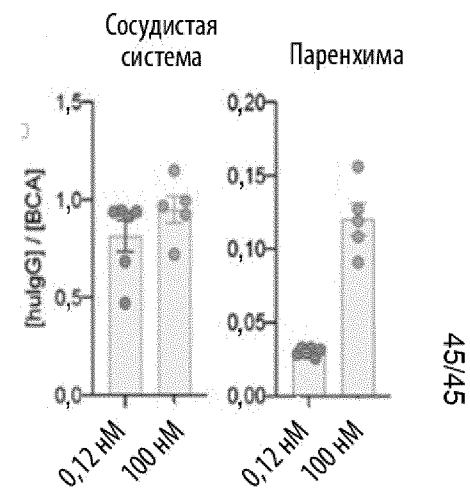 Сосудистая
система
Паренхима
[huIgG] / [BCA]
1,5
1,0
0,5
0,0
0,20
0,15
0,10
0,05
0,00
0,12 нМ
100 нМ
0,12 нМ
100 нМ
45/45